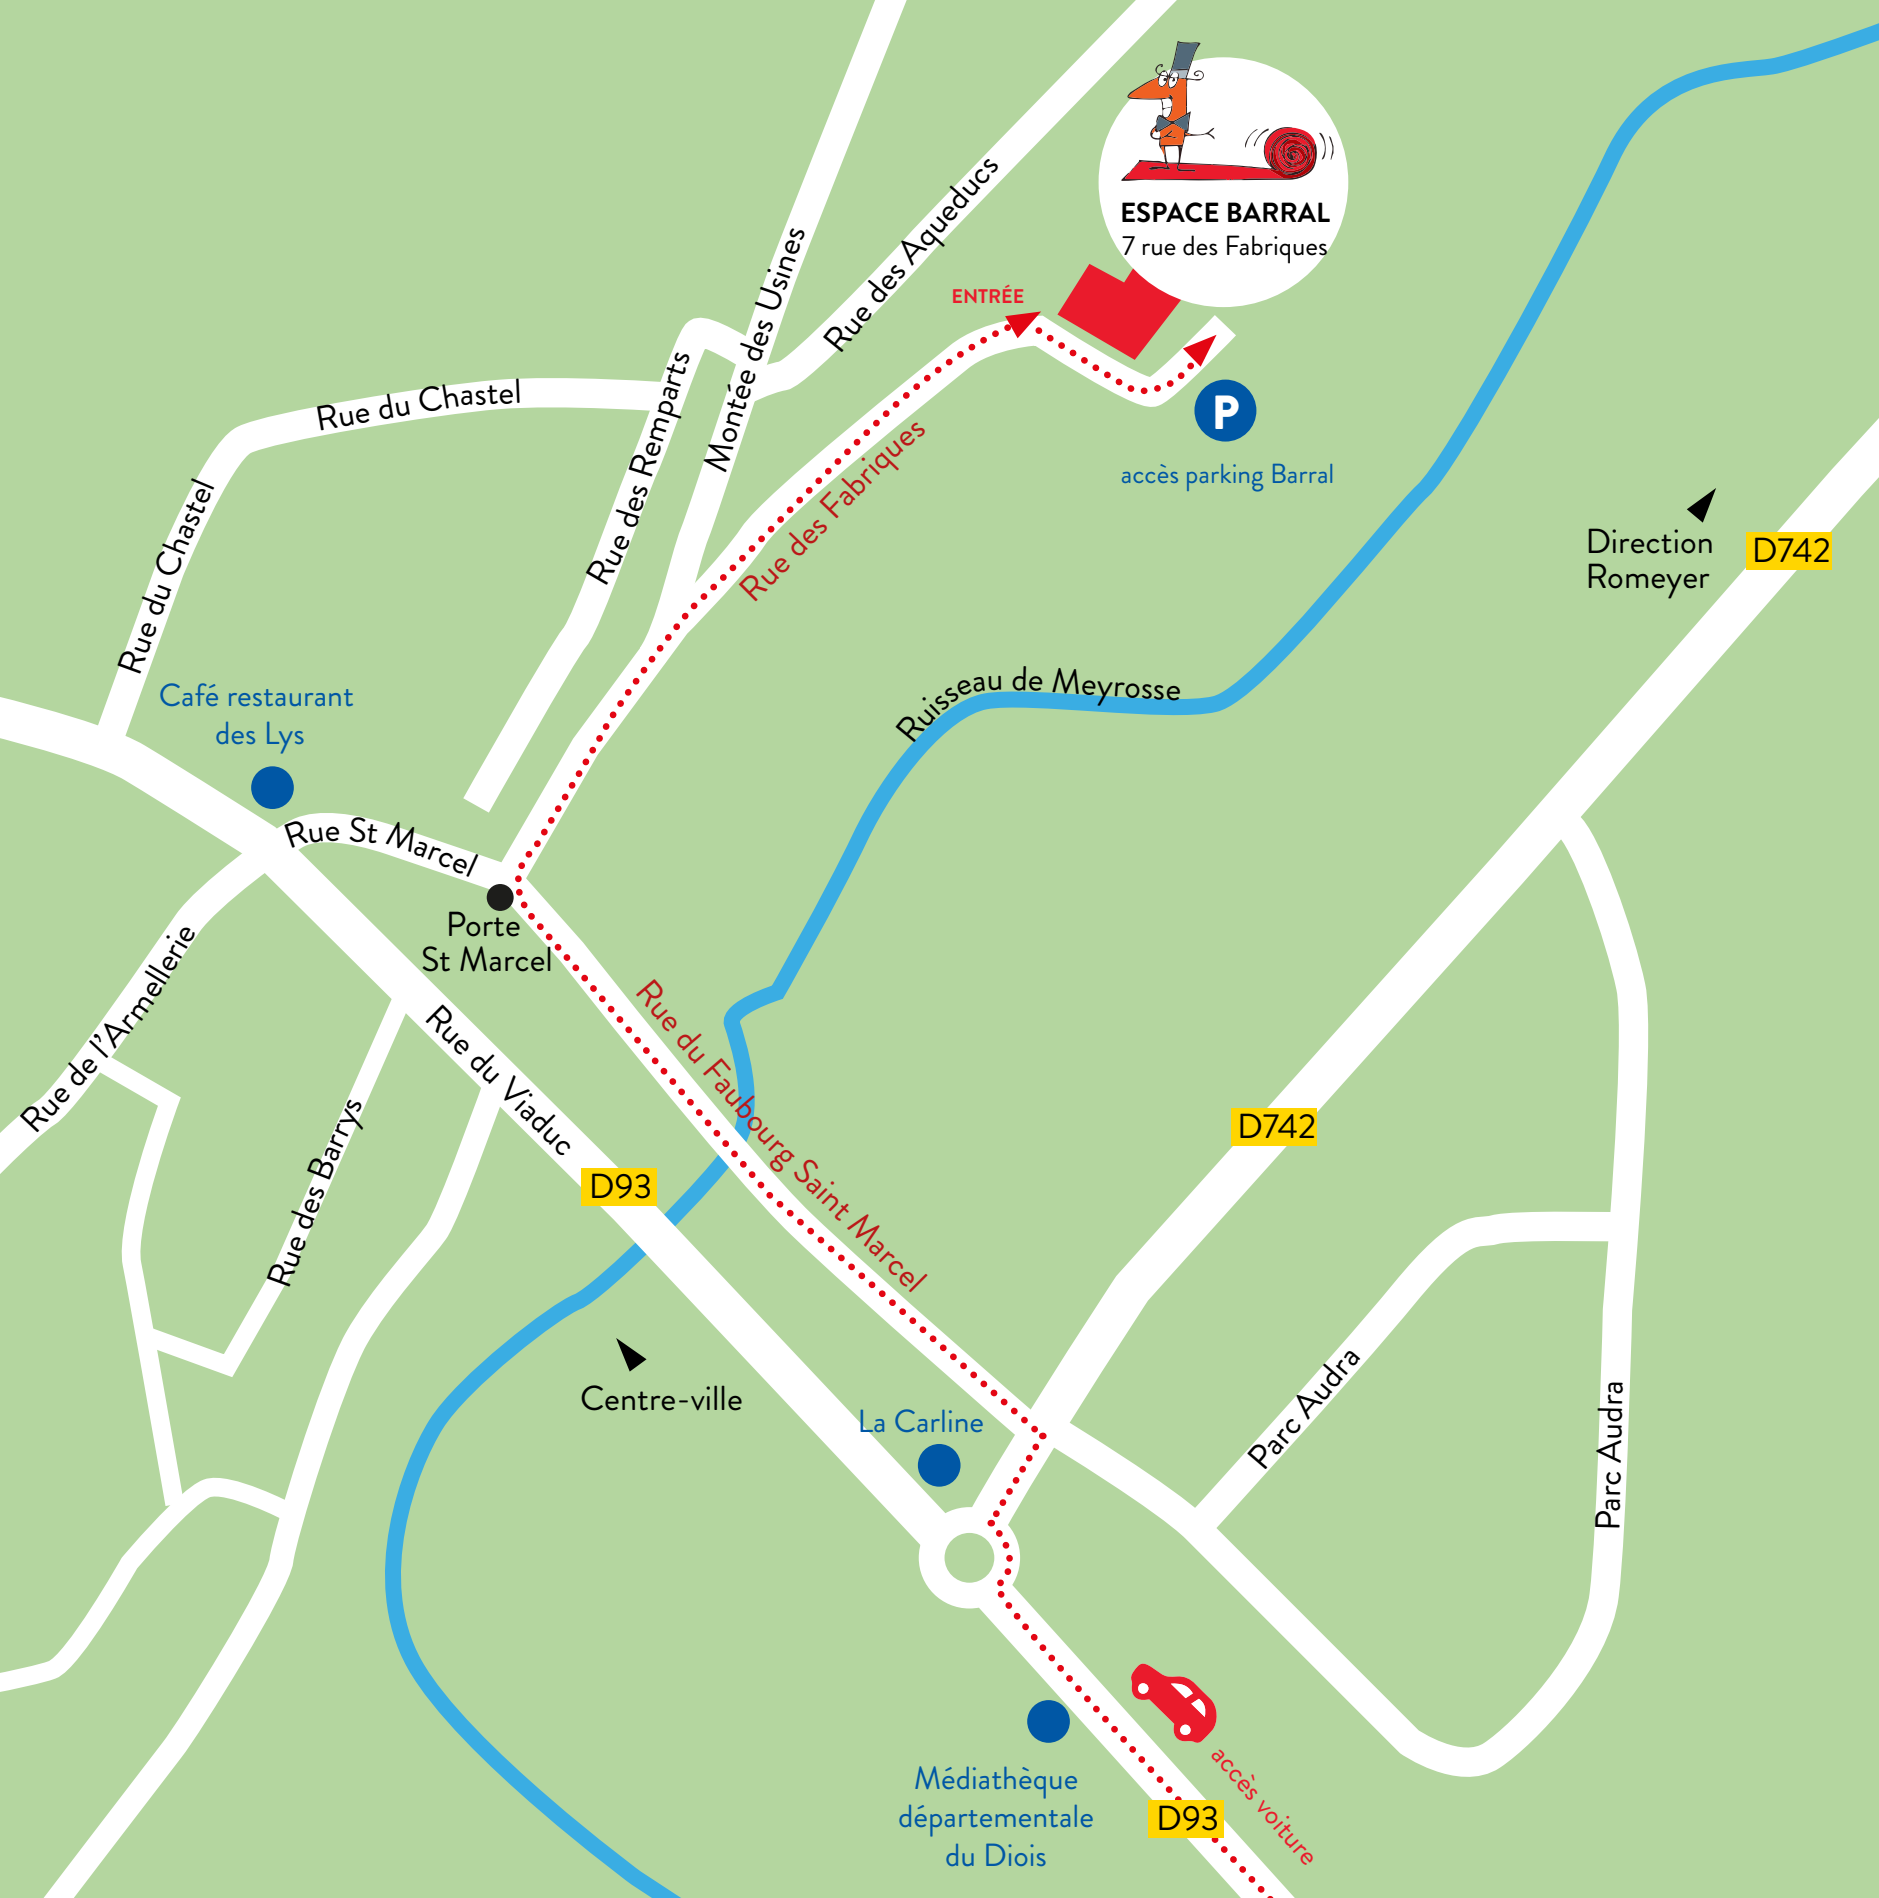 ESPACE BARRAL
7 rue des Fabriques
Rue des Aqueducs
Montée des Usines
ENTRÉE
Rue du Chastel
Rue des Remparts
P
accès parking Barral
Rue des Fabriques
Rue du Chastel
Direction
Romeyer
D742
Café restaurant
des Lys
Ruisseau de Meyrosse
Rue St Marcel
Porte
St Marcel
Rue de l'Armellerie
Rue du Viaduc
Rue du Faubourg Saint Marcel
D742
Rue des Barrys
D93
Centre-ville
La Carline
Parc Audra
Parc Audra
Médiathèque
départementale
du Diois
D93
accès voiture